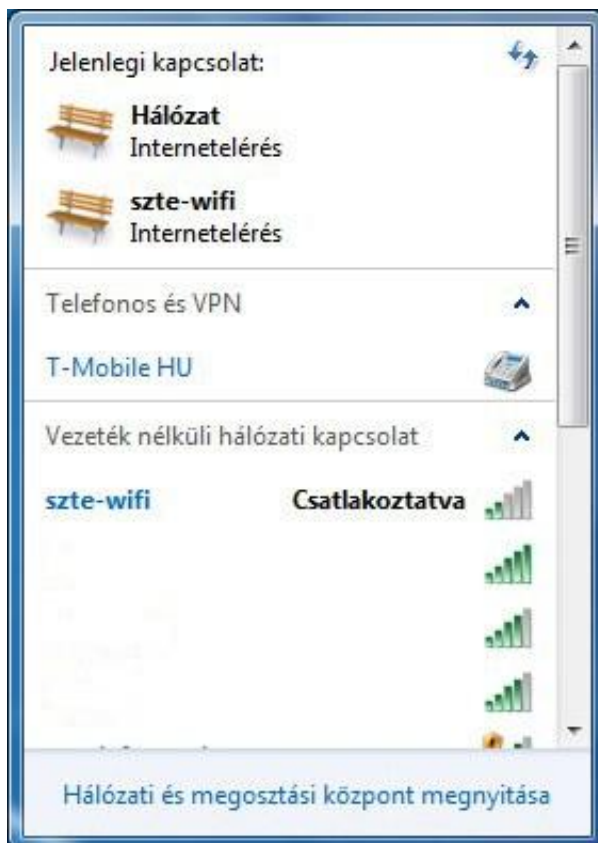 Jelenlegi kapcsolat:
Hálózat
Internetelérés
szte-wifi
Internetelérés
Telefonos és VPN
T-Mobile HU
Vezeték nélküli hálózati kapcsolat
szte-wifi Csatlakoztatva
Hálózati és megosztási központ megnyitása